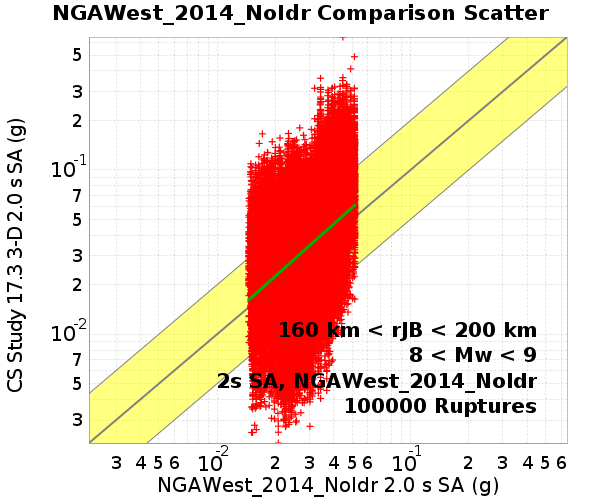 NGAWest_2014_NoIdr Comparison Scatter
CS Study 17.3 3-D 2.0 s SA (g)
5
3
2
10^-1
7
5
3
2
10^-2
7
5
3
160 km < rJB < 200 km
8 < Mw < 9
2s SA, NGAWest_2014_NoIdr
100000 Ruptures
3 4 5 6 10^-2 2 3 4 5 6 10^-1 2 3 4 5 6
NGAWest_2014_NoIdr 2.0 s SA (g)